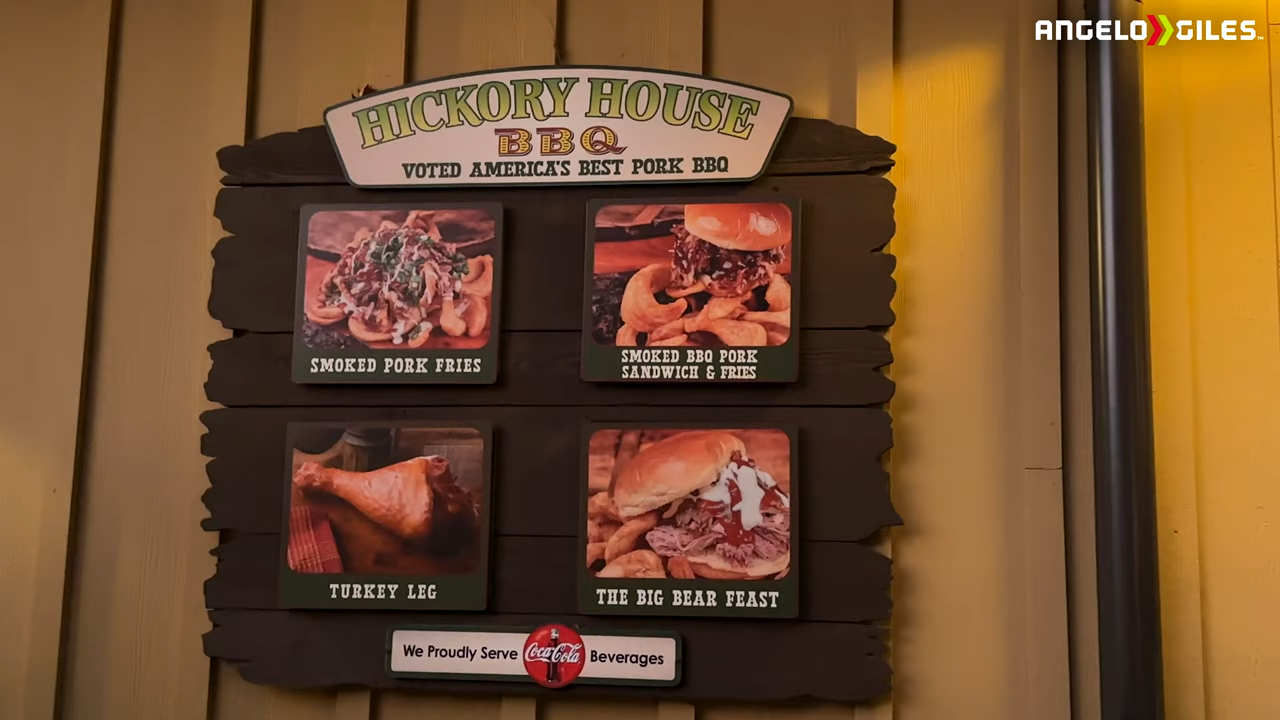 ANGELO GILES
HICKORY HOUSE
BBQ
VOTED AMERICA'S BEST PORK BBQ
SMOKED PORK FRIES
SMOKED BBQ PORK
SANDWICH & FRIES
TURKEY LEG
THE BIG BEAR FEAST
We Proudly Serve Coca-Cola Beverages